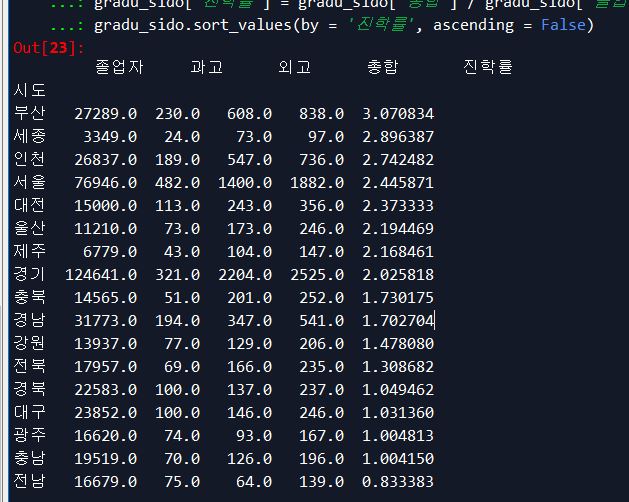 ...: gradu_sido['진학률'] = gradu_sido['총합'] / gradu_sido['졸업
...: gradu_sido.sort_values(by = '진학률', ascending = False)
Out[23]:
졸업자 과고 외고 총합 진학률
시도
부산 27289.0 230.0 608.0 838.0 3.070834
세종 3349.0 24.0 73.0 97.0 2.896387
인천 26837.0 189.0 547.0 736.0 2.742482
서울 76946.0 482.0 1400.0 1882.0 2.445871
대전 15000.0 113.0 243.0 356.0 2.373333
울산 11210.0 73.0 173.0 246.0 2.194469
제주 6779.0 43.0 104.0 147.0 2.168461
경기 124641.0 321.0 2204.0 2525.0 2.025818
충북 14565.0 51.0 201.0 252.0 1.730175
경남 31773.0 194.0 347.0 541.0 1.702704
강원 13937.0 77.0 129.0 206.0 1.478080
전북 17957.0 69.0 166.0 235.0 1.308682
경북 22583.0 100.0 137.0 237.0 1.049462
대구 23852.0 100.0 146.0 246.0 1.031360
광주 16620.0 74.0 93.0 167.0 1.004813
충남 19519.0 70.0 126.0 196.0 1.004150
전남 16679.0 75.0 64.0 139.0 0.833383